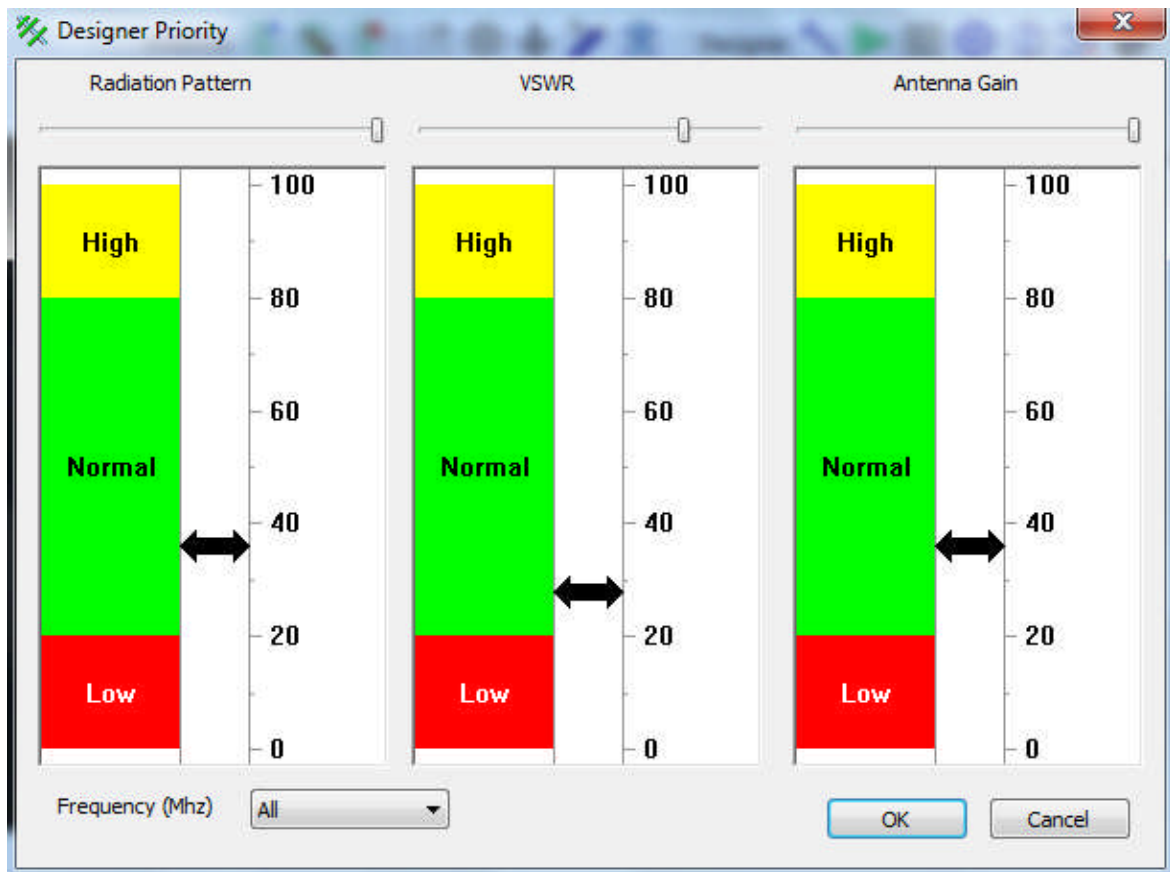 Designer Priority
Radiation Pattern VSWR Antenna Gain
100 100 100
High High High
80 80 80
60 60 60
Normal Normal Normal
40 40 40
20 20 20
Low Low Low
0 0 0
Frequency (Mhz) All OK Cancel